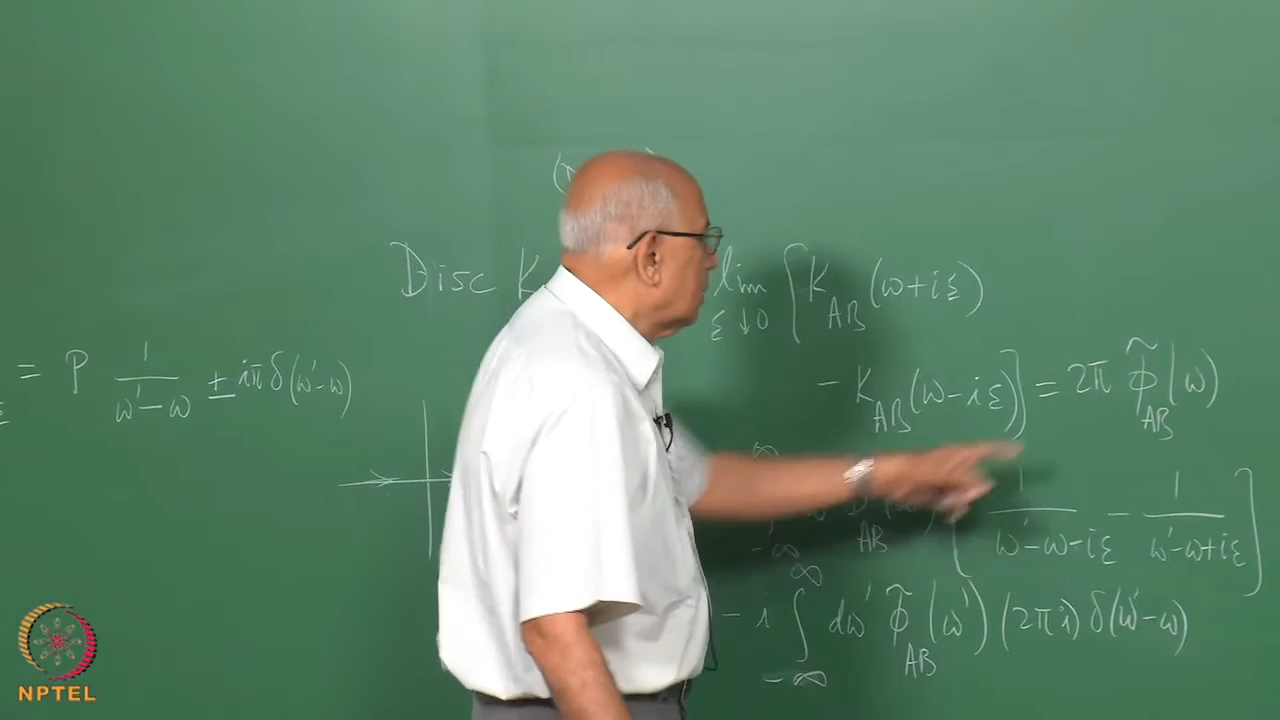 Disc K lim [ K_AB (ω+iε)
ε↓0
− K_AB (ω−iε) ] = 2π φ̃_AB (ω)
= P 1/(ω'−ω) ± iπ δ(ω'−ω)
ε
∞
−∞ AB [ 1/(ω'−ω−iε) − 1/(ω'−ω+iε) ]
− i ∫_{−∞}^{∞} dω' φ̃_AB (ω') (2πi) δ(ω'−ω)
NPTEL